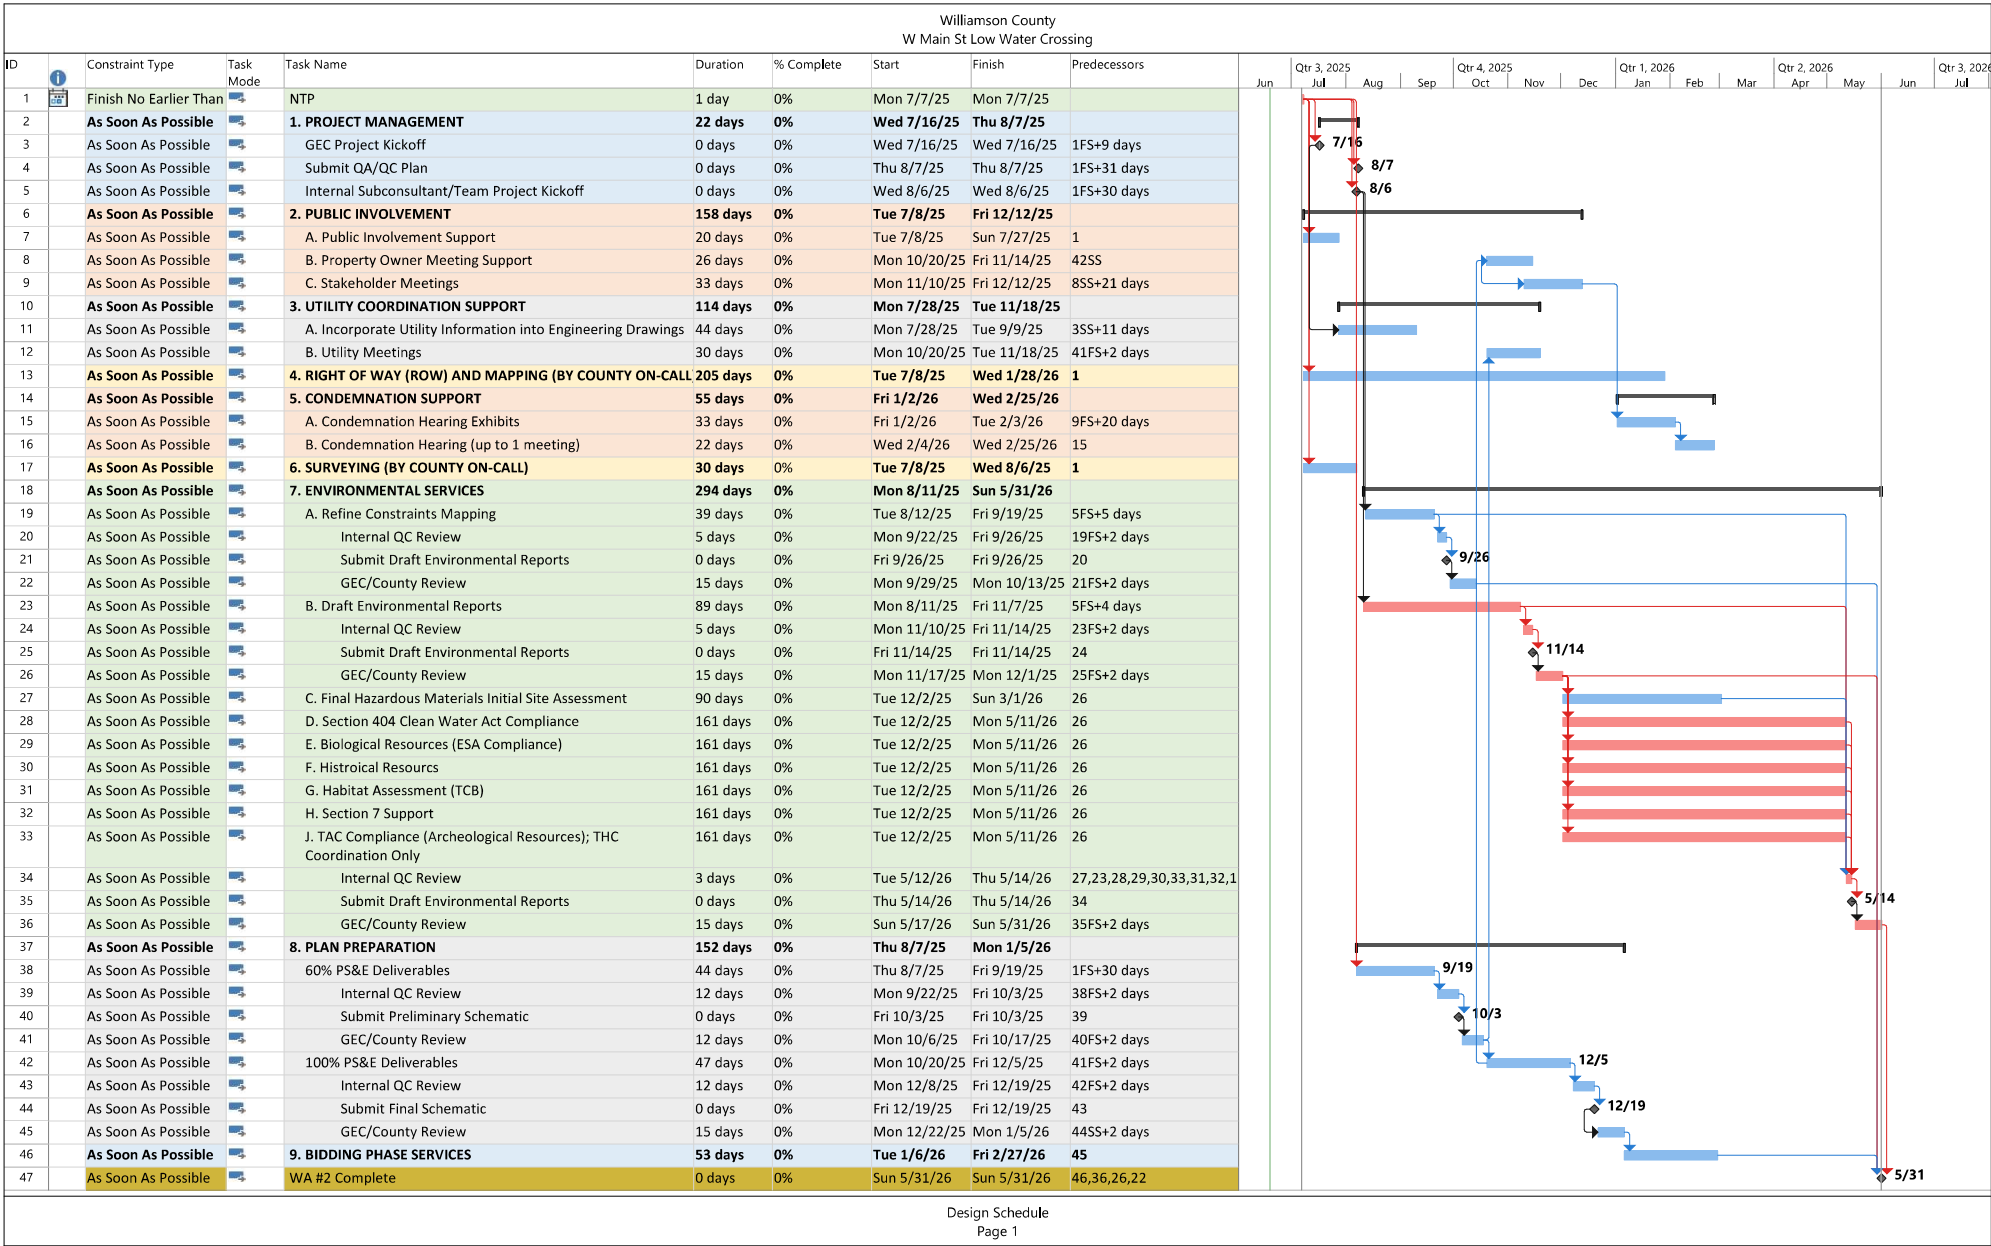 Williamson County
W Main St Low Water Crossing
ID Constraint Type Task Mode Task Name Duration % Complete Start Finish Predecessors
Qtr 3, 2025 Qtr 4, 2025 Qtr 1, 2026 Qtr 2, 2026 Qtr 3, 2026
Jun Jul Aug Sep Oct Nov Dec Jan Feb Mar Apr May Jun Jul
1 Finish No Earlier Than NTP 1 day 0% Mon 7/7/25 Mon 7/7/25
2 As Soon As Possible 1. PROJECT MANAGEMENT 22 days 0% Wed 7/16/25 Thu 8/7/25
3 As Soon As Possible GEC Project Kickoff 0 days 0% Wed 7/16/25 Wed 7/16/25 1FS+9 days 7/16
4 As Soon As Possible Submit QA/QC Plan 0 days 0% Thu 8/7/25 Thu 8/7/25 1FS+31 days 8/7
5 As Soon As Possible Internal Subconsultant/Team Project Kickoff 0 days 0% Wed 8/6/25 Wed 8/6/25 1FS+30 days 8/6
6 As Soon As Possible 2. PUBLIC INVOLVEMENT 158 days 0% Tue 7/8/25 Fri 12/12/25
7 As Soon As Possible A. Public Involvement Support 20 days 0% Tue 7/8/25 Sun 7/27/25 1
8 As Soon As Possible B. Property Owner Meeting Support 26 days 0% Mon 10/20/25 Fri 11/14/25 42SS
9 As Soon As Possible C. Stakeholder Meetings 33 days 0% Mon 11/10/25 Fri 12/12/25 8SS+21 days
10 As Soon As Possible 3. UTILITY COORDINATION SUPPORT 114 days 0% Mon 7/28/25 Tue 11/18/25
11 As Soon As Possible A. Incorporate Utility Information into Engineering Drawings 44 days 0% Mon 7/28/25 Tue 9/9/25 3SS+11 days
12 As Soon As Possible B. Utility Meetings 30 days 0% Mon 10/20/25 Tue 11/18/25 41FS+2 days
13 As Soon As Possible 4. RIGHT OF WAY (ROW) AND MAPPING (BY COUNTY ON-CALL 205 days 0% Tue 7/8/25 Wed 1/28/26 1
14 As Soon As Possible 5. CONDEMNATION SUPPORT 55 days 0% Fri 1/2/26 Wed 2/25/26
15 As Soon As Possible A. Condemnation Hearing Exhibits 33 days 0% Fri 1/2/26 Tue 2/3/26 9FS+20 days
16 As Soon As Possible B. Condemnation Hearing (up to 1 meeting) 22 days 0% Wed 2/4/26 Wed 2/25/26 15
17 As Soon As Possible 6. SURVEYING (BY COUNTY ON-CALL) 30 days 0% Tue 7/8/25 Wed 8/6/25 1
18 As Soon As Possible 7. ENVIRONMENTAL SERVICES 294 days 0% Mon 8/11/25 Sun 5/31/26
19 As Soon As Possible A. Refine Constraints Mapping 39 days 0% Tue 8/12/25 Fri 9/19/25 5FS+5 days
20 As Soon As Possible Internal QC Review 5 days 0% Mon 9/22/25 Fri 9/26/25 19FS+2 days
21 As Soon As Possible Submit Draft Environmental Reports 0 days 0% Fri 9/26/25 Fri 9/26/25 20 9/26
22 As Soon As Possible GEC/County Review 15 days 0% Mon 9/29/25 Mon 10/13/25 21FS+2 days
23 As Soon As Possible B. Draft Environmental Reports 89 days 0% Mon 8/11/25 Fri 11/7/25 5FS+4 days
24 As Soon As Possible Internal QC Review 5 days 0% Mon 11/10/25 Fri 11/14/25 23FS+2 days
25 As Soon As Possible Submit Draft Environmental Reports 0 days 0% Fri 11/14/25 Fri 11/14/25 24 11/14
26 As Soon As Possible GEC/County Review 15 days 0% Mon 11/17/25 Mon 12/1/25 25FS+2 days
27 As Soon As Possible C. Final Hazardous Materials Initial Site Assessment 90 days 0% Tue 12/2/25 Sun 3/1/26 26
28 As Soon As Possible D. Section 404 Clean Water Act Compliance 161 days 0% Tue 12/2/25 Mon 5/11/26 26
29 As Soon As Possible E. Biological Resources (ESA Compliance) 161 days 0% Tue 12/2/25 Mon 5/11/26 26
30 As Soon As Possible F. Histroical Resourcs 161 days 0% Tue 12/2/25 Mon 5/11/26 26
31 As Soon As Possible G. Habitat Assessment (TCB) 161 days 0% Tue 12/2/25 Mon 5/11/26 26
32 As Soon As Possible H. Section 7 Support 161 days 0% Tue 12/2/25 Mon 5/11/26 26
33 As Soon As Possible J. TAC Compliance (Archeological Resources); THC 161 days 0% Tue 12/2/25 Mon 5/11/26 26
Coordination Only
34 As Soon As Possible Internal QC Review 3 days 0% Tue 5/12/26 Thu 5/14/26 27,23,28,29,30,33,31,32,1
35 As Soon As Possible Submit Draft Environmental Reports 0 days 0% Thu 5/14/26 Thu 5/14/26 34 5/14
36 As Soon As Possible GEC/County Review 15 days 0% Sun 5/17/26 Sun 5/31/26 35FS+2 days
37 As Soon As Possible 8. PLAN PREPARATION 152 days 0% Thu 8/7/25 Mon 1/5/26
38 As Soon As Possible 60% PS&E Deliverables 44 days 0% Thu 8/7/25 Fri 9/19/25 1FS+30 days 9/19
39 As Soon As Possible Internal QC Review 12 days 0% Mon 9/22/25 Fri 10/3/25 38FS+2 days
40 As Soon As Possible Submit Preliminary Schematic 0 days 0% Fri 10/3/25 Fri 10/3/25 39 10/3
41 As Soon As Possible GEC/County Review 12 days 0% Mon 10/6/25 Fri 10/17/25 40FS+2 days
42 As Soon As Possible 100% PS&E Deliverables 47 days 0% Mon 10/20/25 Fri 12/5/25 41FS+2 days 12/5
43 As Soon As Possible Internal QC Review 12 days 0% Mon 12/8/25 Fri 12/19/25 42FS+2 days
44 As Soon As Possible Submit Final Schematic 0 days 0% Fri 12/19/25 Fri 12/19/25 43 12/19
45 As Soon As Possible GEC/County Review 15 days 0% Mon 12/22/25 Mon 1/5/26 44SS+2 days
46 As Soon As Possible 9. BIDDING PHASE SERVICES 53 days 0% Tue 1/6/26 Fri 2/27/26 45
47 As Soon As Possible WA #2 Complete 0 days 0% Sun 5/31/26 Sun 5/31/26 46,36,26,22 5/31
Design Schedule
Page 1